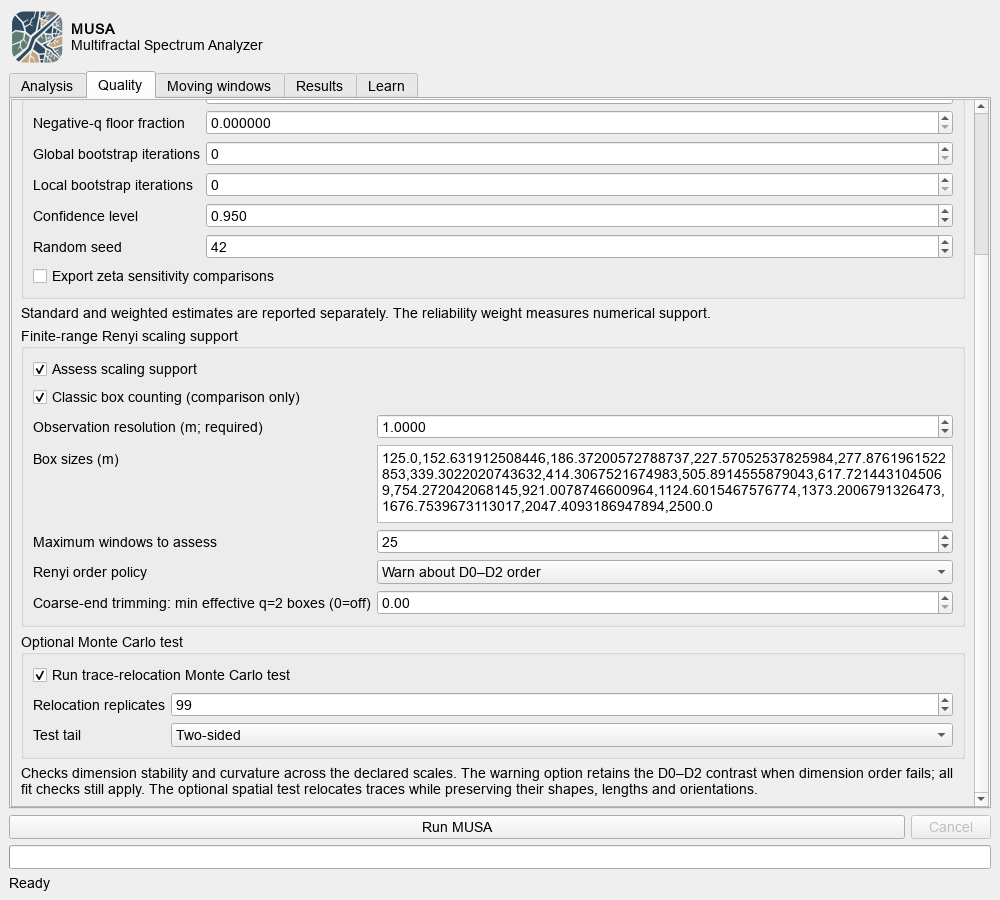 MUSA
Multifractal Spectrum Analyzer
Analysis Quality Moving windows Results Learn
Negative-q floor fraction 0.000000
Global bootstrap iterations 0
Local bootstrap iterations 0
Confidence level 0.950
Random seed 42
Export zeta sensitivity comparisons
Standard and weighted estimates are reported separately. The reliability weight measures numerical support.
Finite-range Renyi scaling support
Assess scaling support
Classic box counting (comparison only)
Observation resolution (m; required) 1.0000
Box sizes (m) 125.0,152.631912508446,186.37200572788737,227.57052537825984,277.8761961522
853,339.3022020743632,414.3067521674983,505.8914555879043,617.721443104506
9,754.272042068145,921.0078746600964,1124.6015467576774,1373.2006791326473,
1676.7539673113017,2047.4093186947894,2500.0
Maximum windows to assess 25
Renyi order policy Warn about D0–D2 order
Coarse-end trimming: min effective q=2 boxes (0=off) 0.00
Optional Monte Carlo test
Run trace-relocation Monte Carlo test
Relocation replicates 99
Test tail Two-sided
Checks dimension stability and curvature across the declared scales. The warning option retains the D0–D2 contrast when dimension order fails; all
fit checks still apply. The optional spatial test relocates traces while preserving their shapes, lengths and orientations.
Run MUSA Cancel
Ready